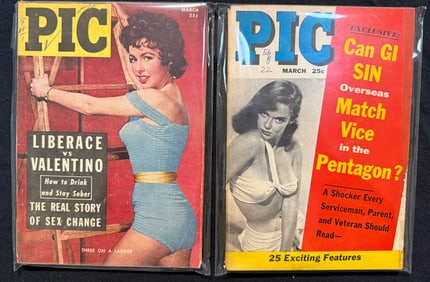 PIC
MARCH
25¢
LIBERACE
VS
VALENTINO
How to Drink
and Stay Sober
THE REAL STORY
OF SEX CHANGE
THREE ON A LADDER
PIC
MARCH 25¢
EXCLUSIVE:
Can GI
SIN
Overseas
Match
Vice
in the
Pentagon?
A Shocker Every
Serviceman, Parent,
and Veteran Should
Read—
25 Exciting Features